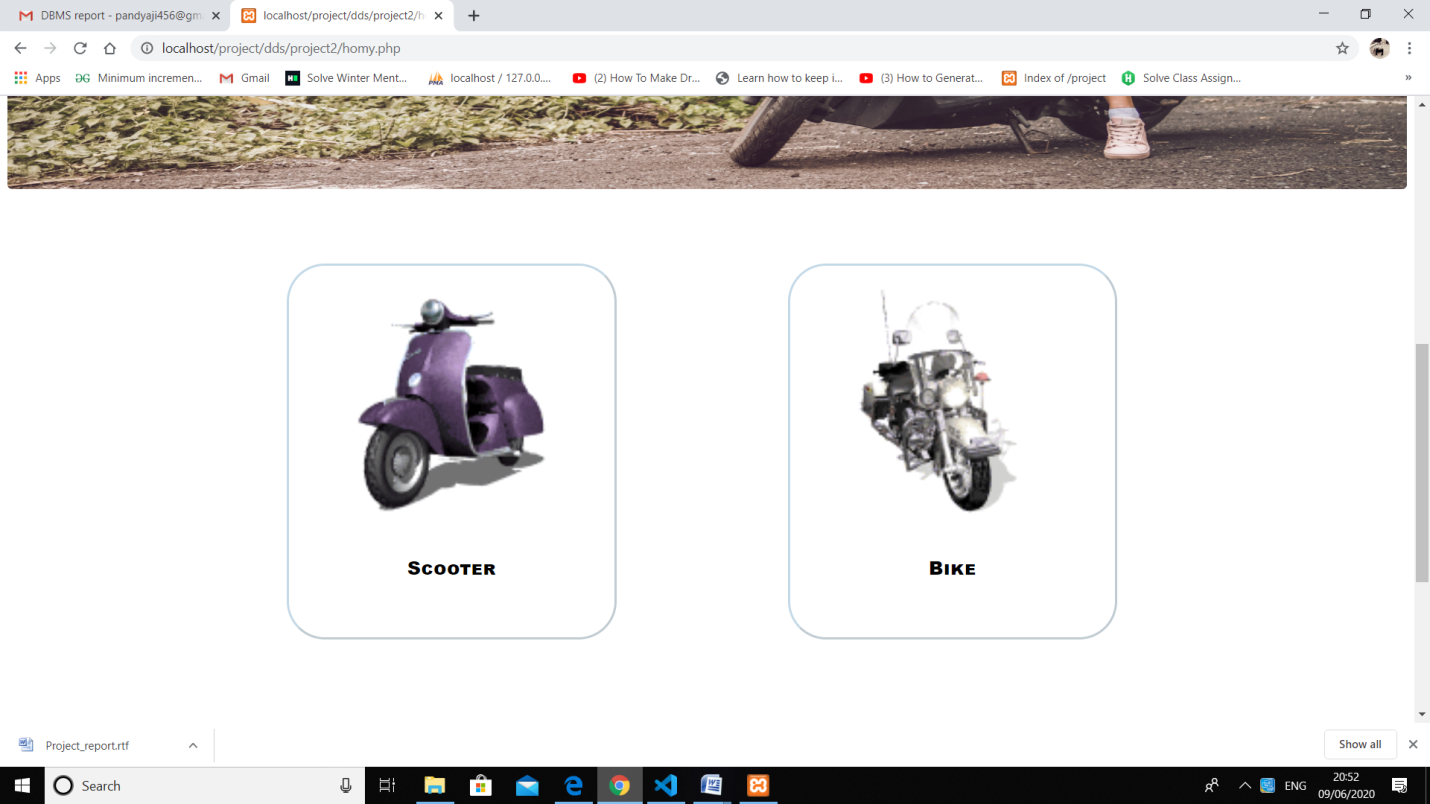 DBMS report - pandyaji456@gm
localhost/project/dds/project2/h
localhost/project/dds/project2/homy.php
Apps
Minimum incremen...
Gmail
Solve Winter Ment...
localhost / 127.0.0....
(2) How To Make Dr...
Learn how to keep i...
(3) How to Generat...
Index of /project
Solve Class Assign...
»
Scooter
Bike
Project_report.rtf
Show all
Search
ENG
20:52
09/06/2020